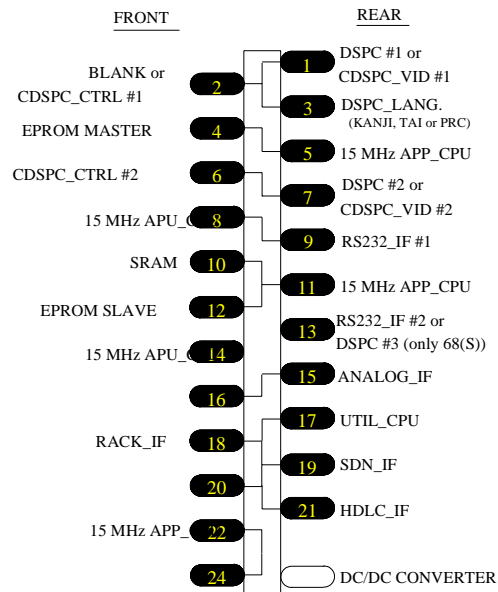 FRONT
REAR
1
DSPC #1 or
CDSPC_VID #1
BLANK or
CDSPC_CTRL #1
2
3
DSPC_LANG.
(KANJI, TAI or PRC)
EPROM MASTER
4
5
15 MHz APP_CPU
CDSPC_CTRL #2
6
7
DSPC #2 or
CDSPC_VID #2
15 MHz APU_C
8
9
RS232_IF #1
SRAM
10
11
15 MHz APP_CPU
EPROM SLAVE
12
13
RS232_IF #2 or
DSPC #3 (only 68(S))
15 MHz APU_C
14
15
ANALOG_IF
16
17
UTIL_CPU
RACK_IF
18
19
SDN_IF
20
21
HDLC_IF
15 MHz APP_
22
24
DC/DC CONVERTER